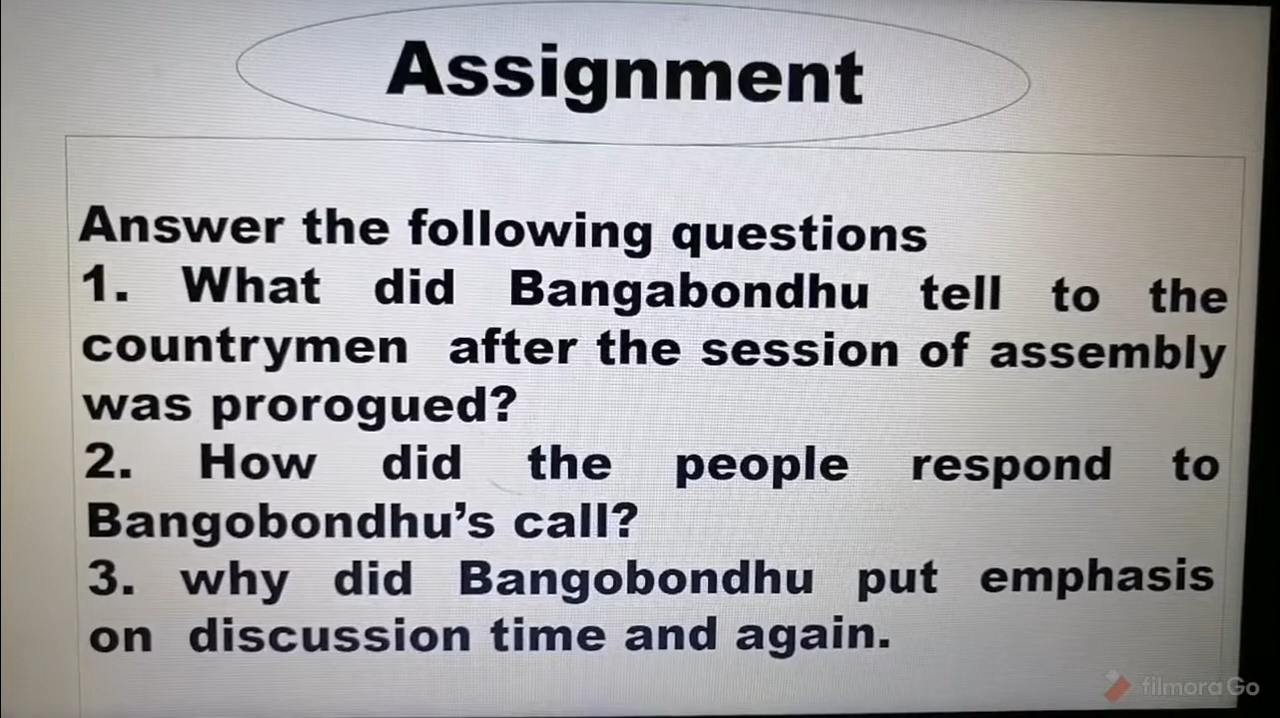 Assignment
Answer the following questions
1. What did Bangabondhu tell to the
countrymen after the session of assembly
was prorogued?
2. How did the people respond to
Bangobondhu's call?
3. why did Bangobondhu put emphasis
on discussion time and again.
filmora Go